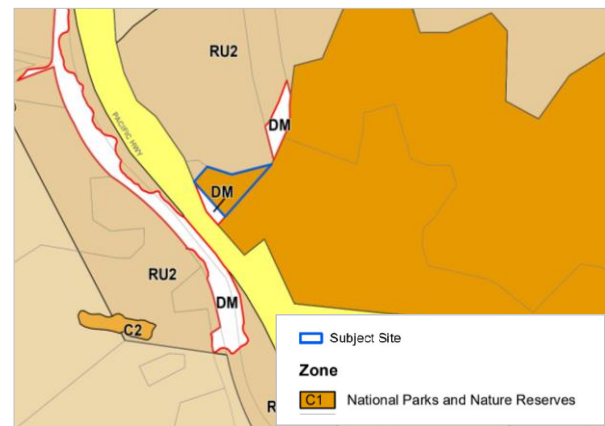 RU2
PACIFIC HWY
DM
DM
RU2
DM
C2
R
Subject Site
Zone
C1 National Parks and Nature Reserves